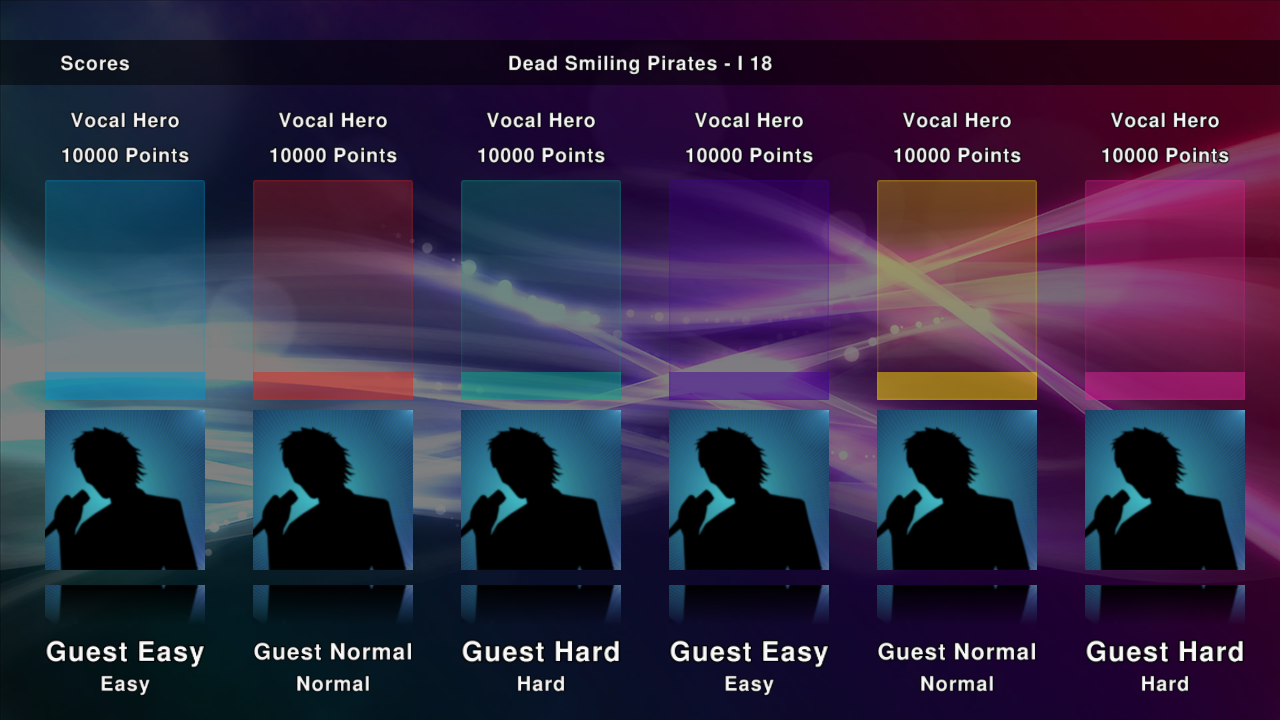 Scores
Dead Smiling Pirates - I 18
Vocal Hero Vocal Hero Vocal Hero Vocal Hero Vocal Hero Vocal Hero
10000 Points 10000 Points 10000 Points 10000 Points 10000 Points 10000 Points
Guest Easy Guest Normal Guest Hard Guest Easy Guest Normal Guest Hard
Easy Normal Hard Easy Normal Hard